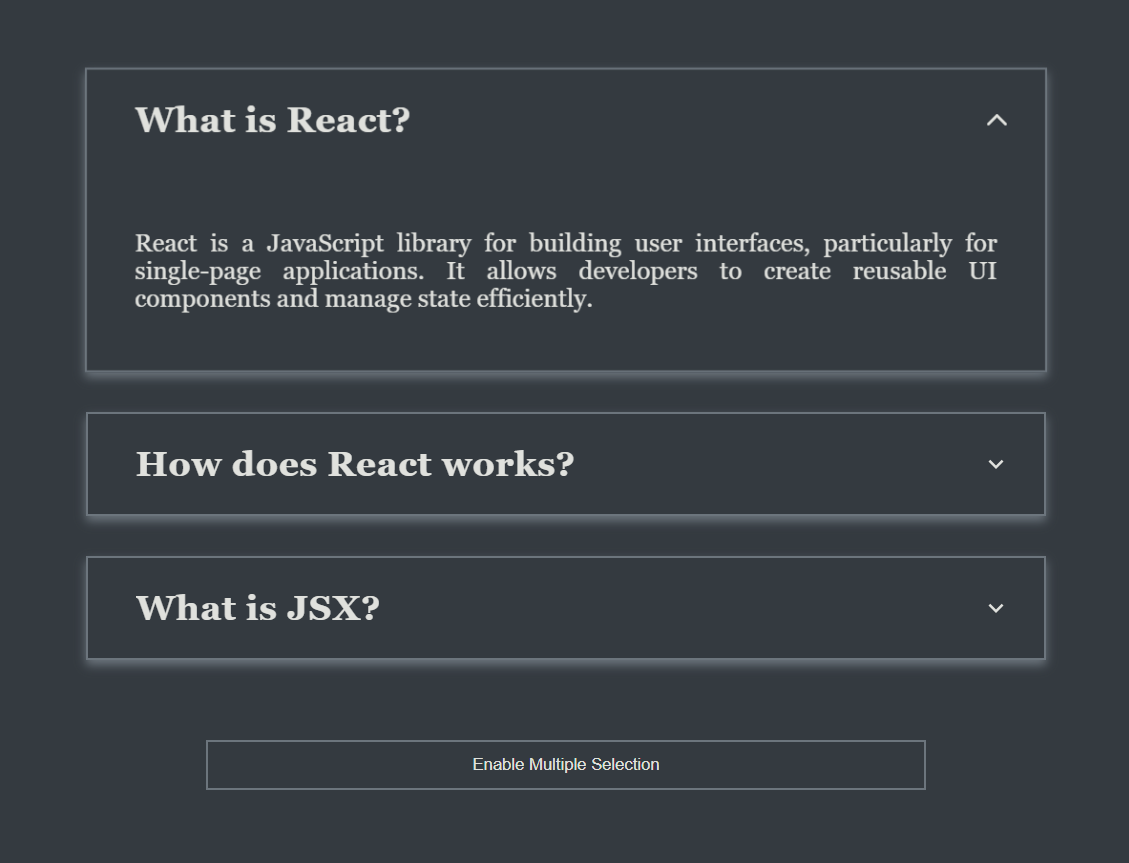 What is React?
React is a JavaScript library for building user interfaces, particularly for
single-page applications. It allows developers to create reusable UI
components and manage state efficiently.
How does React works?
What is JSX?
Enable Multiple Selection